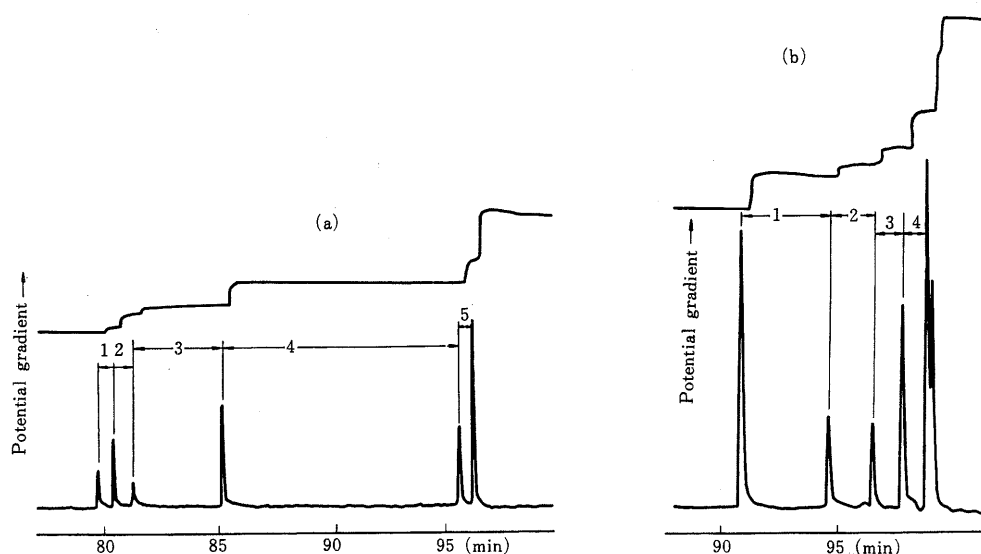 (a)
Potential gradient →
1 2 3 4 5
80 85 90 95 (min)
(b)
Potential gradient →
1 2 3 4
90 95 (min)